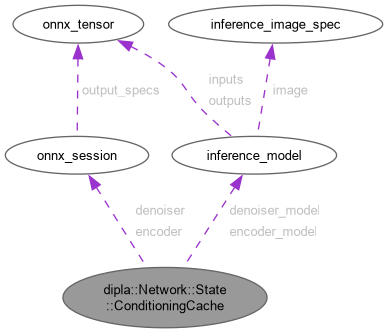 onnx_tensor
inference_image_spec
output_specs
inputs
outputs
image
onnx_session
inference_model
denoiser
encoder
denoiser_model
encoder_model
dipla::Network::State
::ConditioningCache